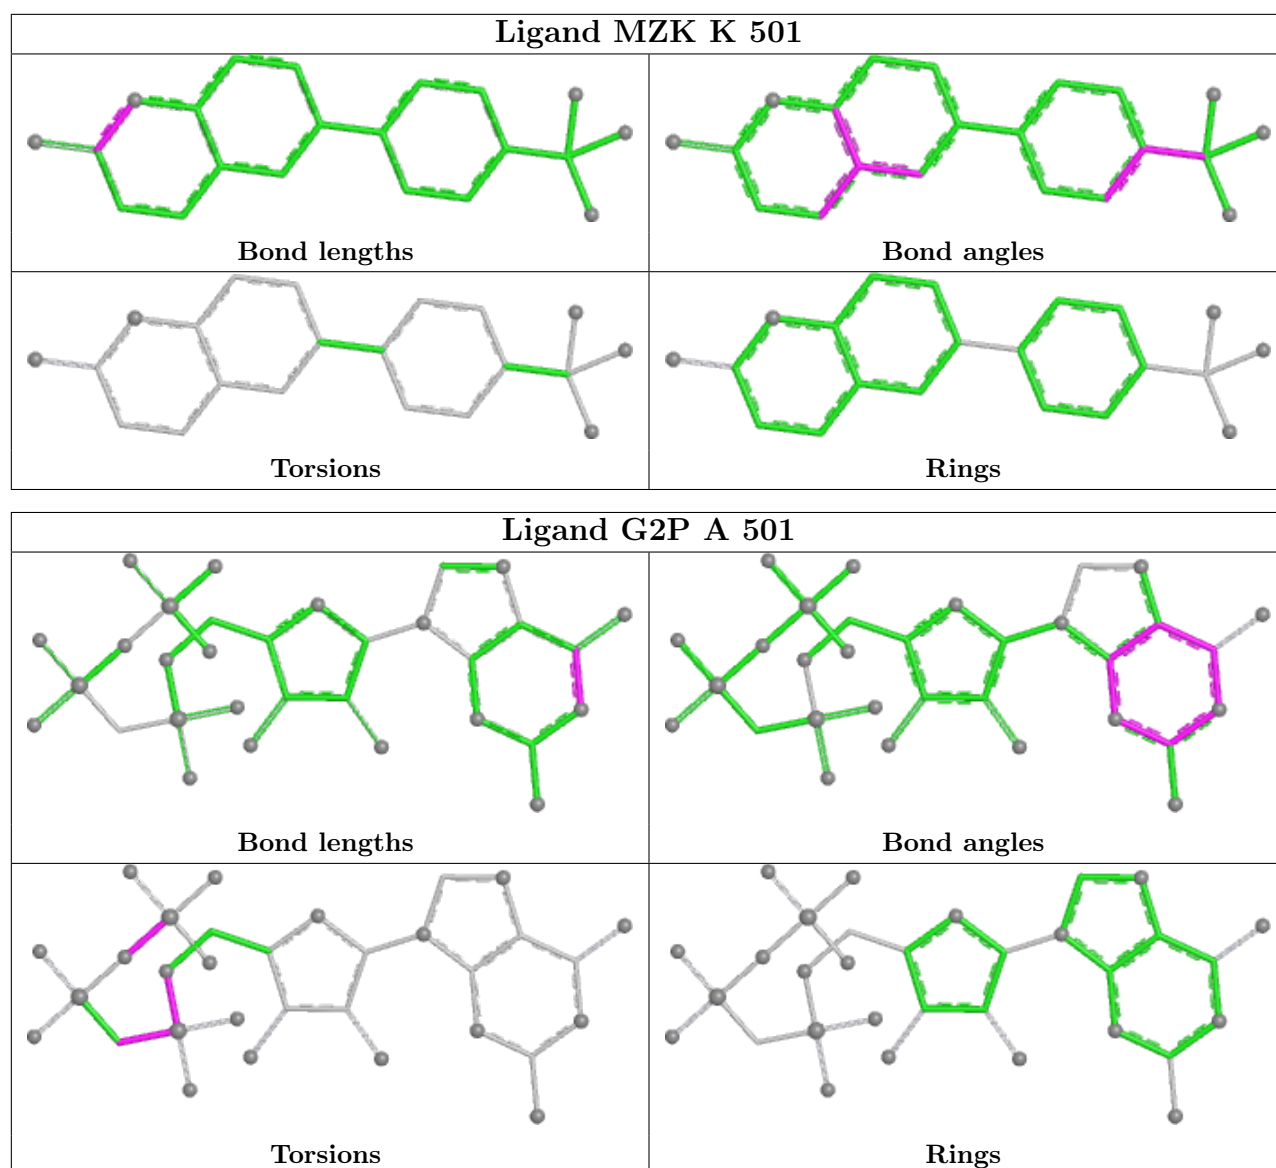 Ligand MZK K 501
Bond lengths
Bond angles
Torsions
Rings
Ligand G2P A 501
Bond lengths
Bond angles
Torsions
Rings